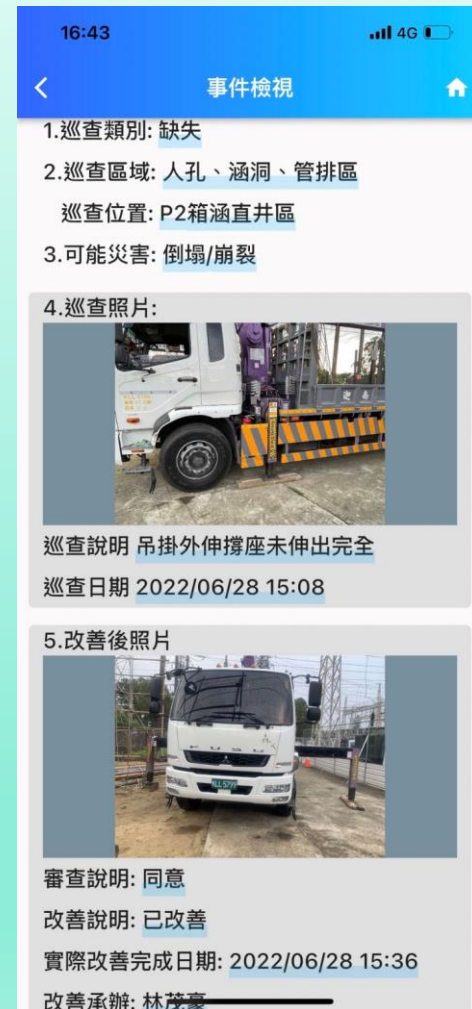 16:43
4G
事件檢視
1.巡查類別: 缺失
2.巡查區域: 人孔、涵洞、管排區
巡查位置: P2箱涵直井區
3.可能災害: 倒塌/崩裂
4.巡查照片:
巡查說明 吊掛外伸撐座未伸出完全
巡查日期 2022/06/28 15:08
5.改善後照片
FUSO
審查說明: 同意
改善說明: 已改善
實際改善完成日期: 2022/06/28 15:36
改善承辦: 林茂豪